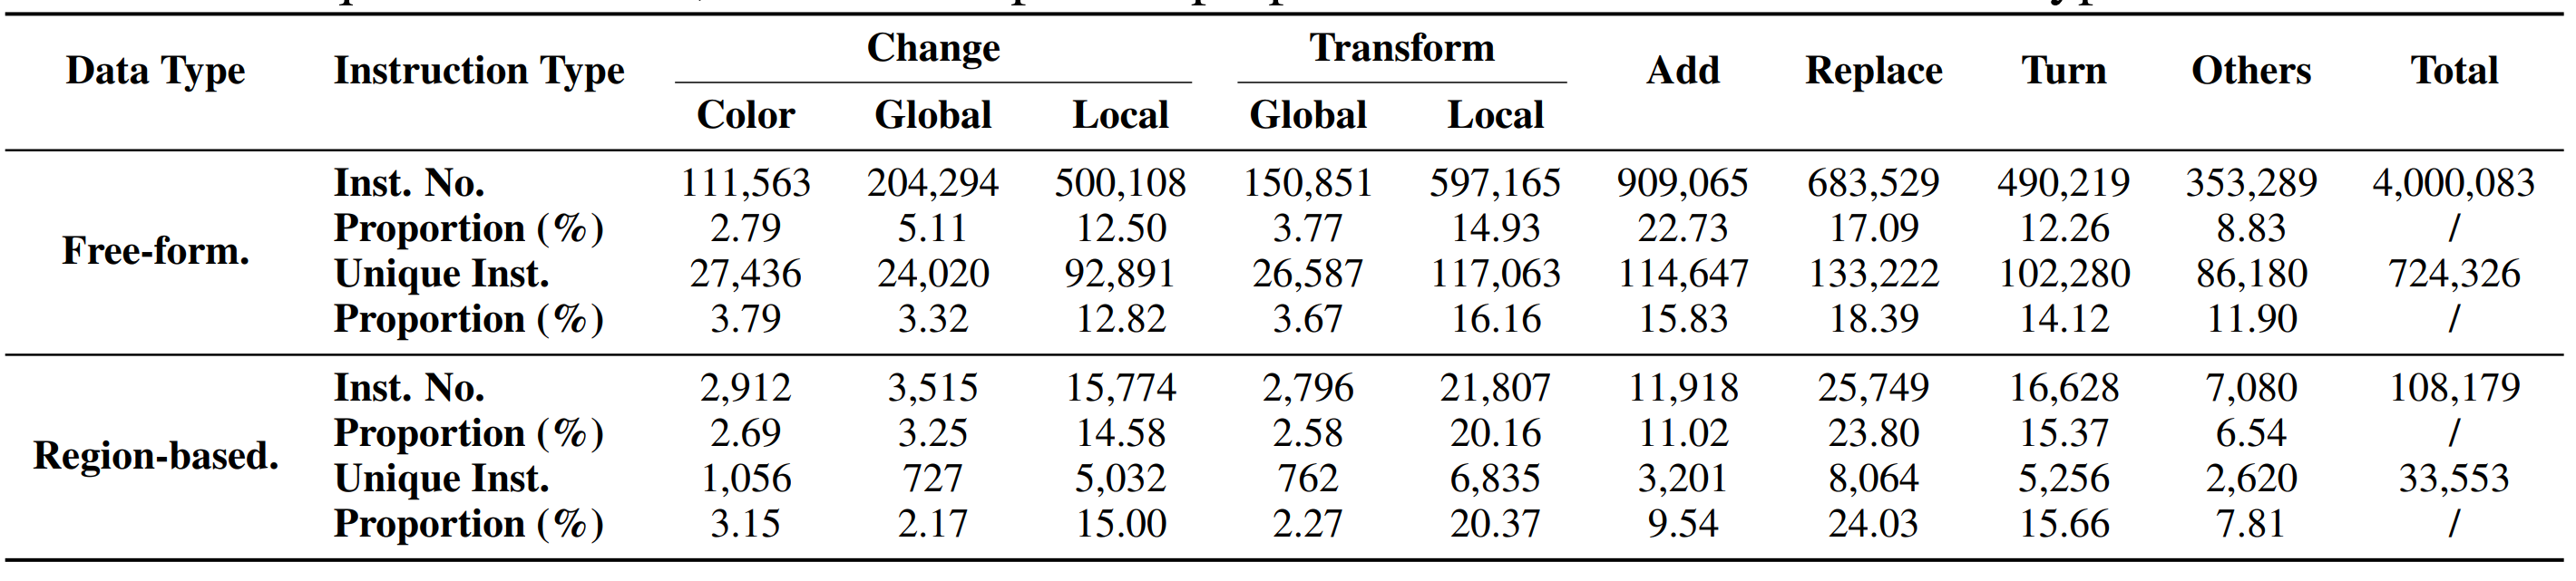 Change Transform
Data Type Instruction Type Add Replace Turn Others Total
Color Global Local Global Local
Inst. No. 111,563 204,294 500,108 150,851 597,165 909,065 683,529 490,219 353,289 4,000,083
Proportion (%) 2.79 5.11 12.50 3.77 14.93 22.73 17.09 12.26 8.83 /
Free-form.
Unique Inst. 27,436 24,020 92,891 26,587 117,063 114,647 133,222 102,280 86,180 724,326
Proportion (%) 3.79 3.32 12.82 3.67 16.16 15.83 18.39 14.12 11.90 /
Inst. No. 2,912 3,515 15,774 2,796 21,807 11,918 25,749 16,628 7,080 108,179
Proportion (%) 2.69 3.25 14.58 2.58 20.16 11.02 23.80 15.37 6.54 /
Region-based.
Unique Inst. 1,056 727 5,032 762 6,835 3,201 8,064 5,256 2,620 33,553
Proportion (%) 3.15 2.17 15.00 2.27 20.37 9.54 24.03 15.66 7.81 /